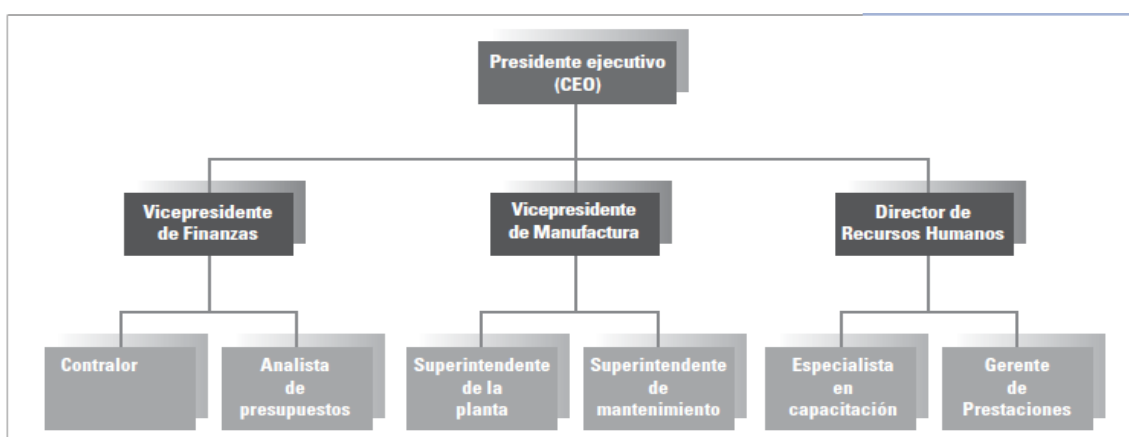 Presidente ejecutivo
(CEO)
Vicepresidente
de Finanzas
Vicepresidente
de Manufactura
Director de
Recursos Humanos
Contralor
Analista
de
presupuestos
Superintendente
de la
planta
Superintendente
de
mantenimiento
Especialista
en
capacitación
Gerente
de
Prestaciones